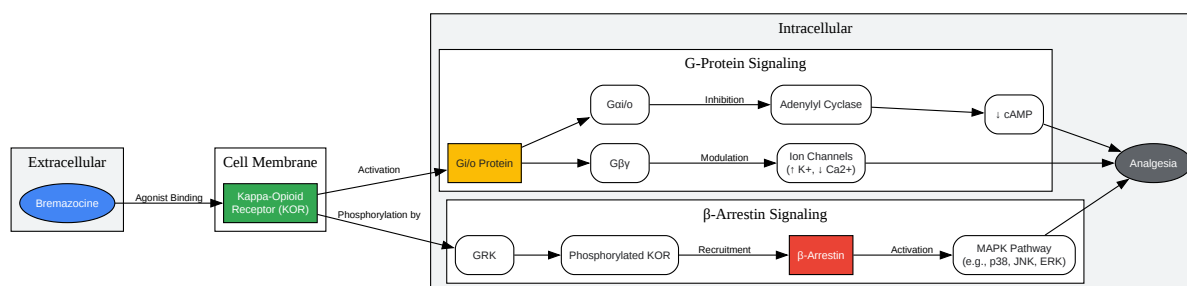 Intracellular
G-Protein Signaling
Gαi/o
Inhibition
Adenylyl Cyclase
↓ cAMP
Extracellular
Cell Membrane
Activation
Gi/o Protein
Gβγ
Modulation
Ion Channels
(↑ K+, ↓ Ca2+)
Analgesia
Bremazocine
Agonist Binding
Kappa-Opioid
Receptor (KOR)
Phosphorylation by
β-Arrestin Signaling
GRK
Phosphorylated KOR
Recruitment
β-Arrestin
Activation
MAPK Pathway
(e.g., p38, JNK, ERK)